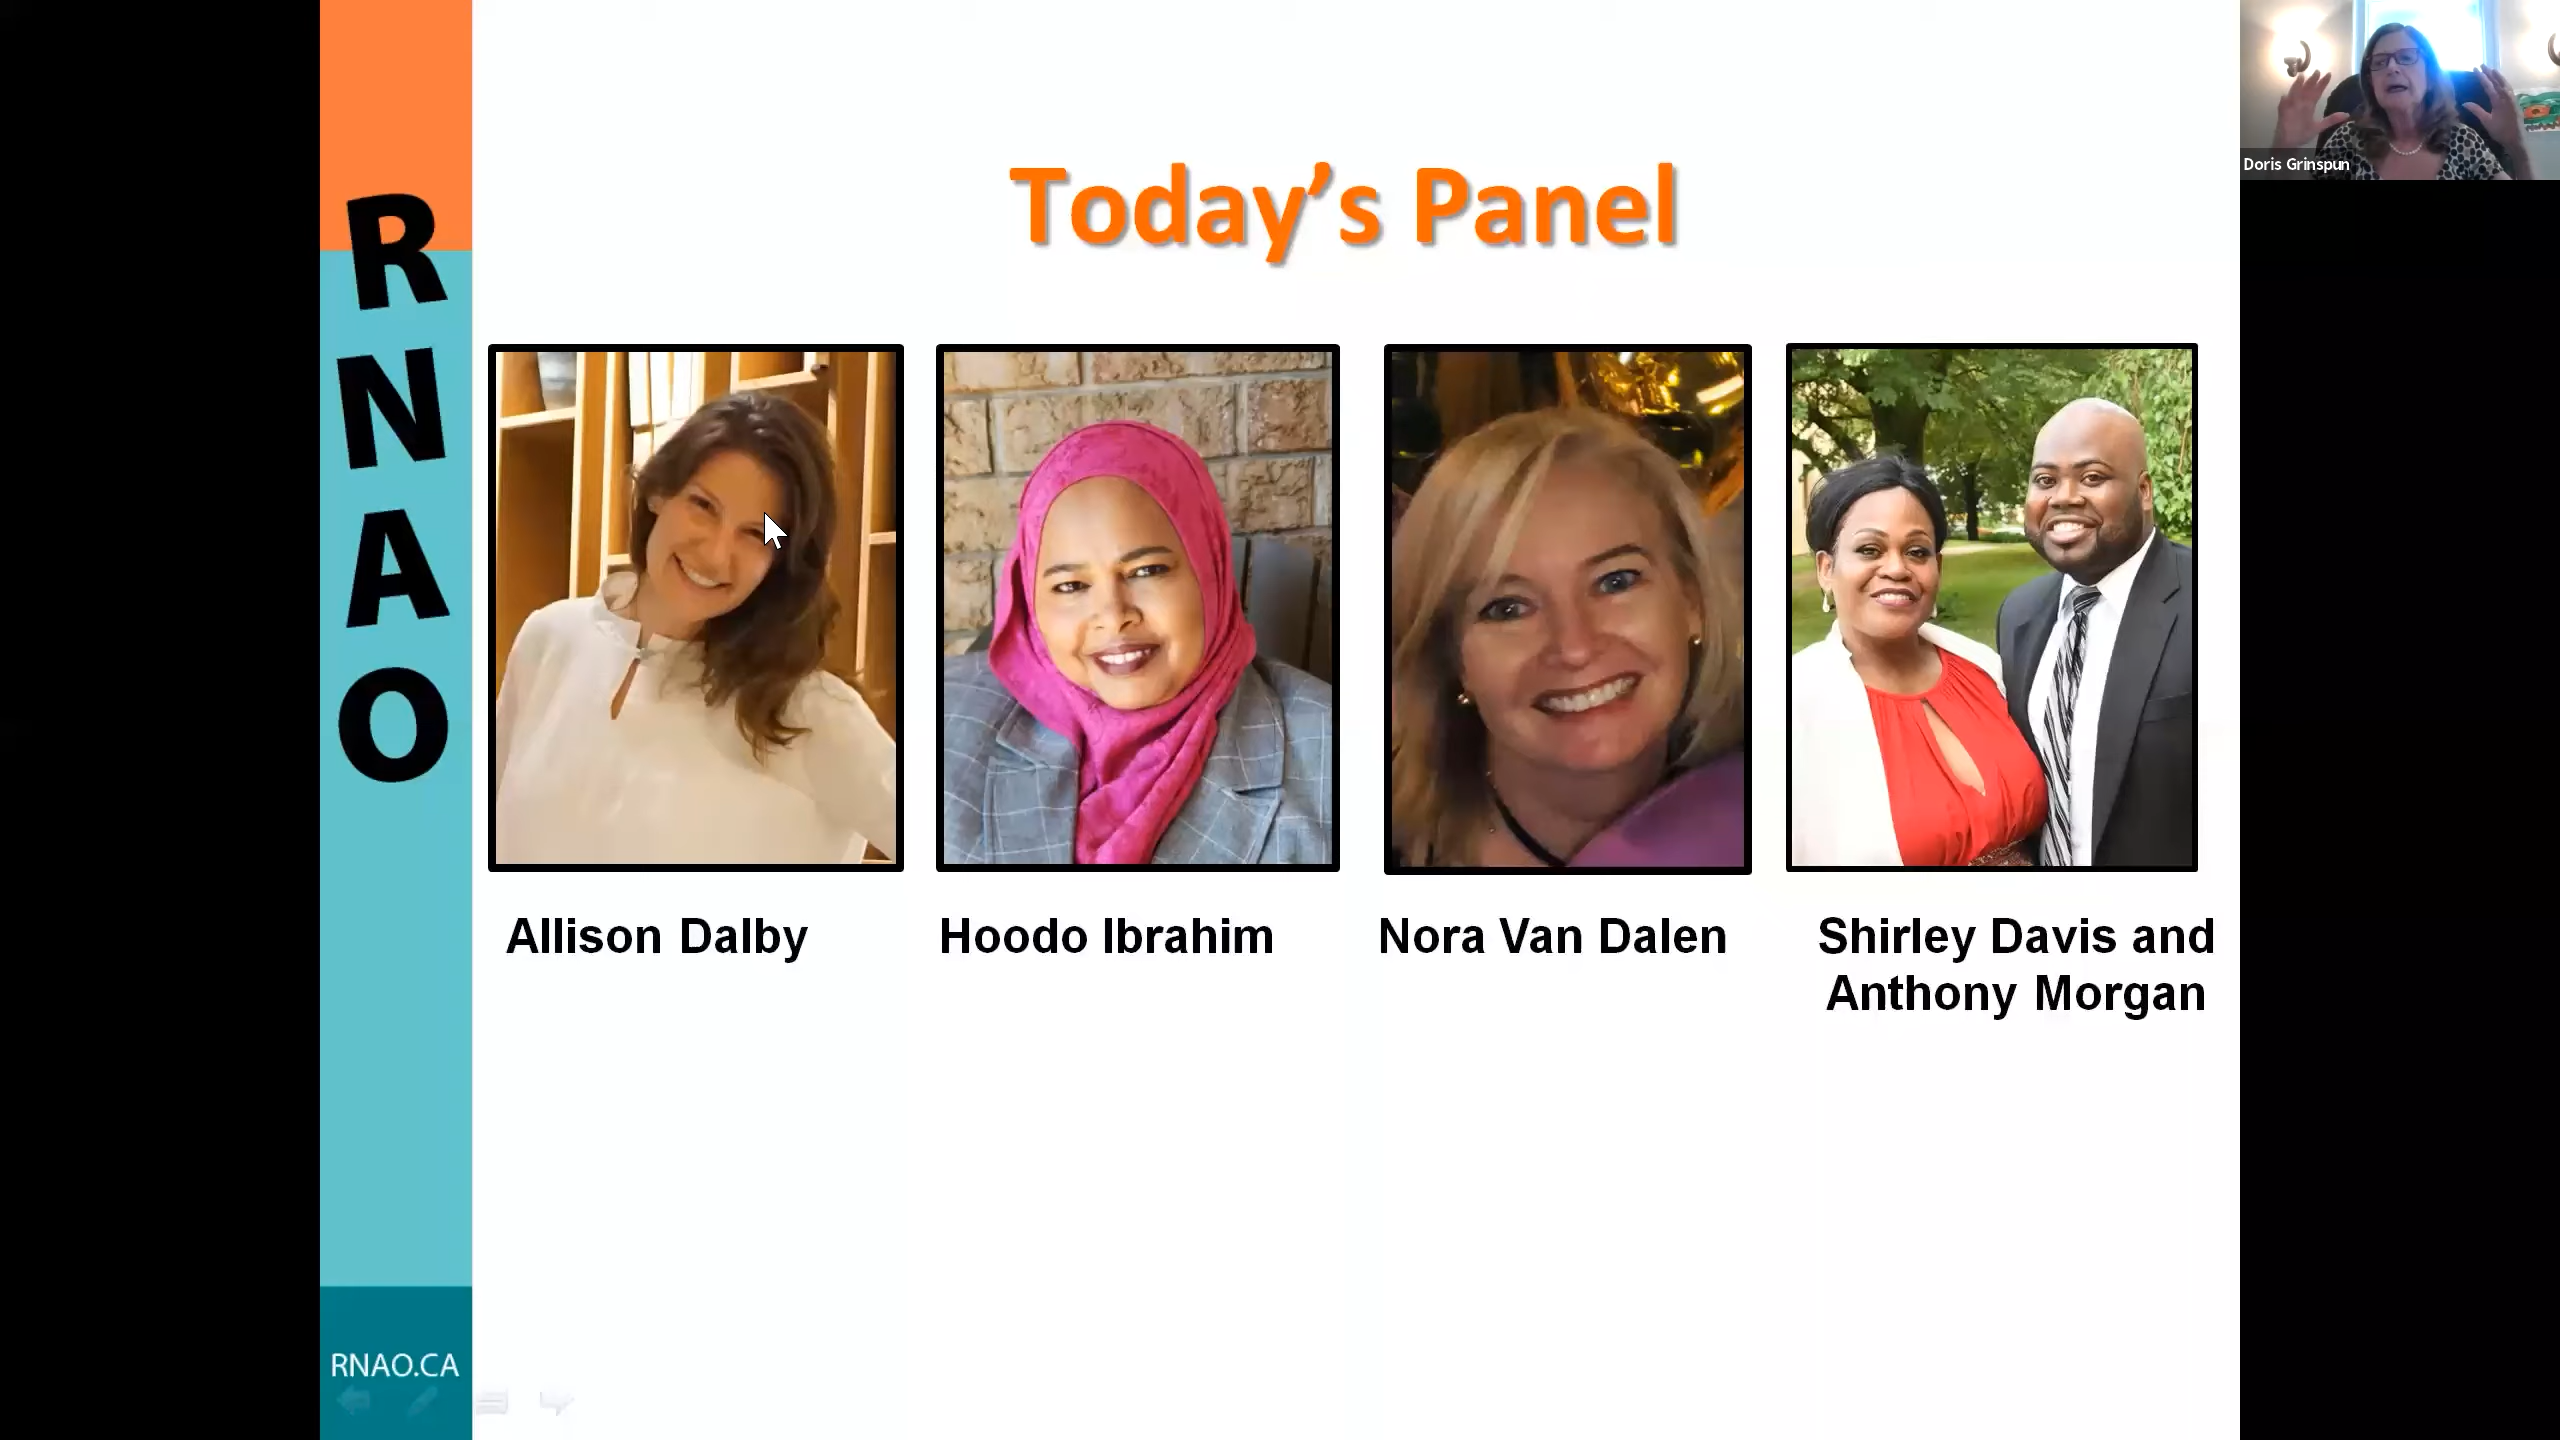 RNAO
Today’s Panel
Doris Grinspun
Allison Dalby
Hoodo Ibrahim
Nora Van Dalen
Shirley Davis and
Anthony Morgan
RNAO.CA